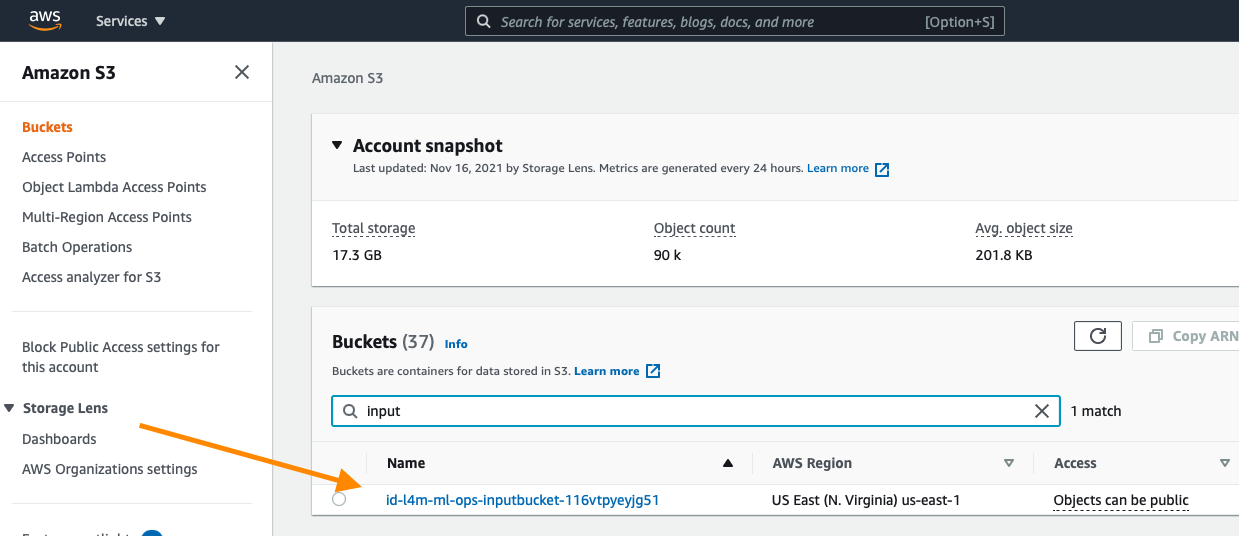 aws Services Search for services, features, blogs, docs, and more [Option+S]
Amazon S3
Buckets
Access Points
Object Lambda Access Points
Multi-Region Access Points
Batch Operations
Access analyzer for S3
Block Public Access settings for
this account
Storage Lens
Dashboards
AWS Organizations settings
Amazon S3
Account snapshot
Last updated: Nov 16, 2021 by Storage Lens. Metrics are generated every 24 hours. Learn more
Total storage Object count Avg. object size
17.3 GB 90 k 201.8 KB
Buckets (37) Info
Copy ARN
Buckets are containers for data stored in S3. Learn more
input 1 match
Name AWS Region Access
id-l4m-ml-ops-inputbucket-116vtpyeyjg51 US East (N. Virginia) us-east-1 Objects can be public